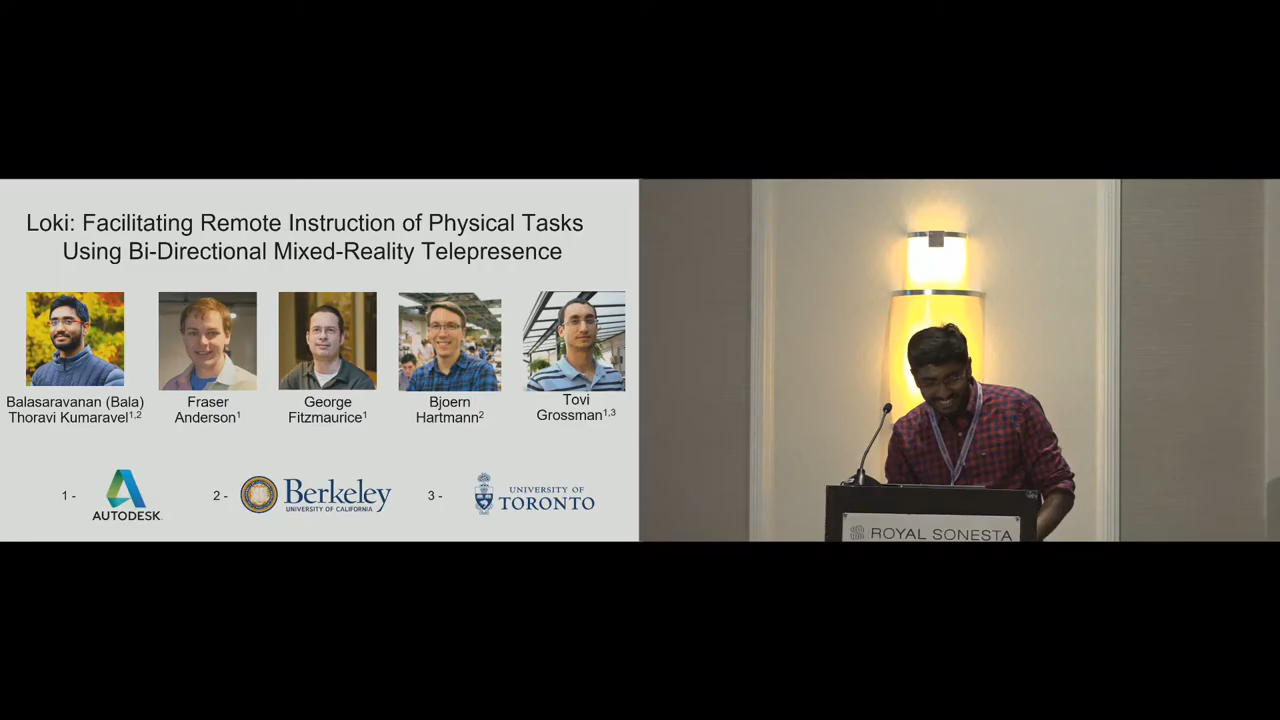 Loki: Facilitating Remote Instruction of Physical Tasks
Using Bi-Directional Mixed-Reality Telepresence
Balasaravanan (Bala)
Thoravi Kumaravel1,2
Fraser
Anderson1
George
Fitzmaurice1
Bjoern
Hartmann2
Tovi
Grossman1,3
1 -
AUTODESK.
2 -
Berkeley
UNIVERSITY OF CALIFORNIA
3 -
UNIVERSITY OF
TORONTO
ROYAL SONESTA